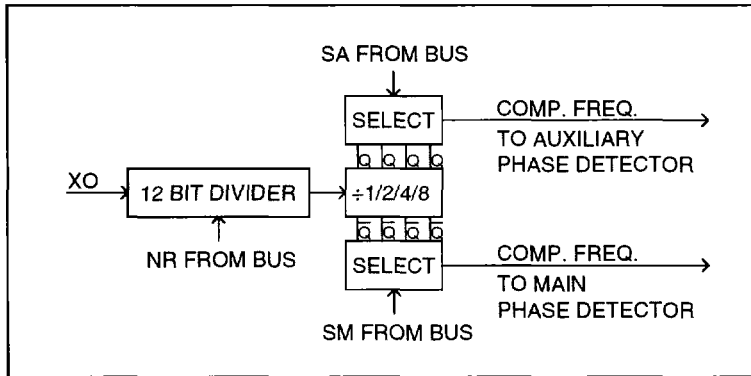 SA FROM BUS
SELECT
COMP. FREQ.
TO AUXILIARY
PHASE DETECTOR
Q Q Q Q
XO
12 BIT DIVIDER
÷1/2/4/8
NR FROM BUS
Q̅ Q̅ Q̅ Q̅
SELECT
COMP. FREQ.
TO MAIN
PHASE DETECTOR
SM FROM BUS